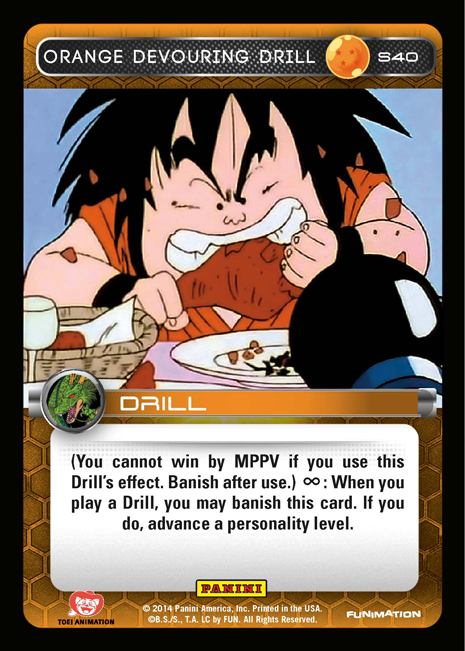 ORANGE DEVOURING DRILL S40
DRILL
(You cannot win by MPPV if you use this
Drill's effect. Banish after use.) ∞: When you
play a Drill, you may banish this card. If you
do, advance a personality level.
PANINI
© 2014 Panini America, Inc. Printed in the USA.
©B.S./S., T.A. LC by FUN. All Rights Reserved.
TOEI ANIMATION
FUNIMATION